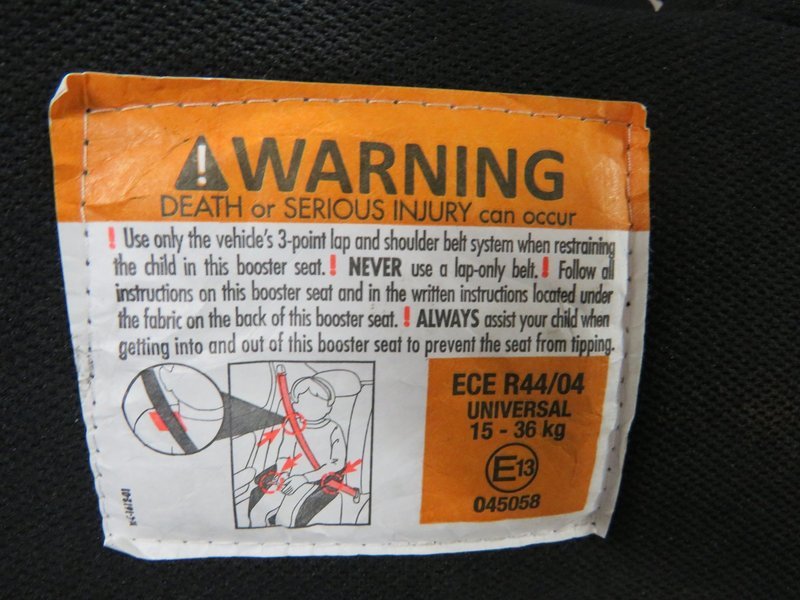 ! WARNING
DEATH or SERIOUS INJURY can occur
! Use only the vehicle's 3-point lap and shoulder belt system when restraining
the child in this booster seat. ! NEVER use a lap-only belt. ! Follow all
instructions on this booster seat and in the written instructions located under
the fabric on the back of this booster seat. ! ALWAYS assist your child when
getting into and out of this booster seat to prevent the seat from tipping.
ECE R44/04
UNIVERSAL
15 - 36 kg
E13
045058